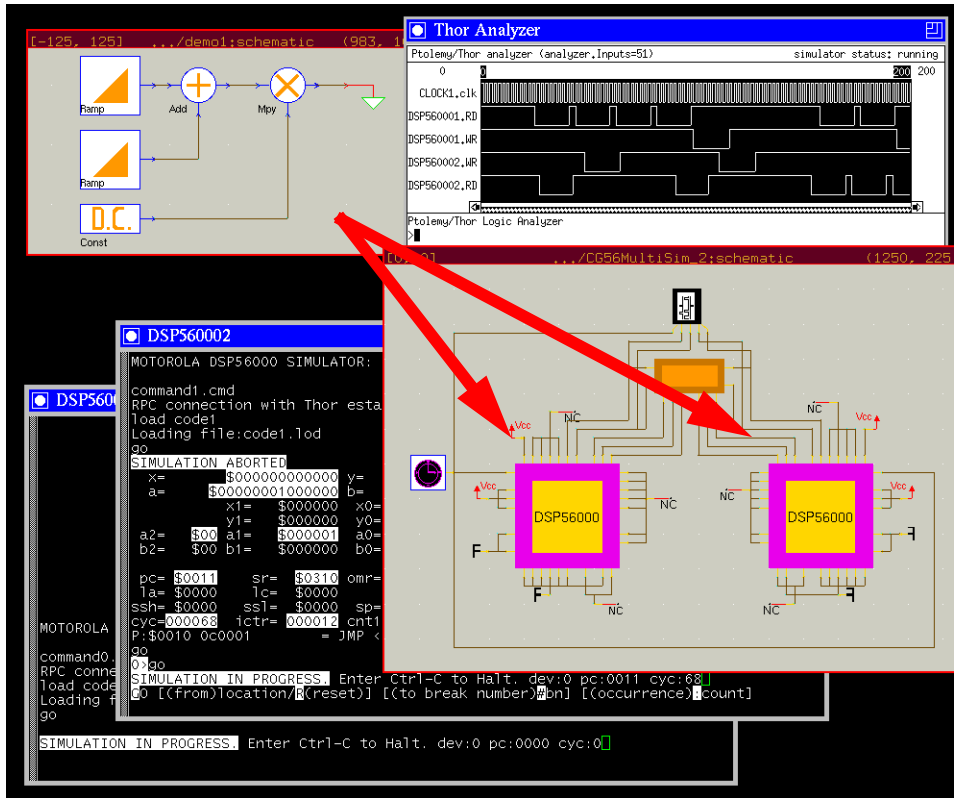 [-125, 125] .../demo1:schematic (983,
Ramp
Add
Mpy
Ramp
D.C.
Const
Thor Analyzer
Ptolemy/Thor analyzer (analyzer.Inputs=51) simulator status: running
0 0 200 200
CLOCK1.clk
DSP560001.RD
DSP560001.WR
DSP560002.WR
DSP560002.RD
Ptolemy/Thor Logic Analyzer
>
.../CG56MultiSim_2:schematic (1250, 225
NC
NC
Vcc
Vcc
Vcc
Vcc
NC
NC
DSP56000
DSP56000
F
F
F
F
NC
NC
DSP560002
MOTOROLA DSP56000 SIMULATOR:
command1.cmd
RPC connection with Thor esta
load code1
Loading file:code1.lod
go
SIMULATION ABORTED
x= $000000000000 y=
a= $00000001000000 b=
x1= $000000 x0=
y1= $000000 y0=
a2= $00 a1= $000001 a0=
b2= $00 b1= $000000 b0=
pc= $0011 sr= $0310 omr=
la= $0000 lc= $0000
ssh= $0000 ssl= $0000 sp=
cyc=000068 ictr= 000012 cnt1
P:$0010 0c0001 = JMP <
go
0>go
SIMULATION IN PROGRESS. Enter Ctrl-C to Halt. dev:0 pc:0011 cyc:68
GO [(from)location/R(reset)] [(to break number)#bn] [(occurrence):count]
DSP560
MOTOROLA
command0.
RPC conne
load code
Loading f
go
SIMULATION IN PROGRESS. Enter Ctrl-C to Halt. dev:0 pc:0000 cyc:0